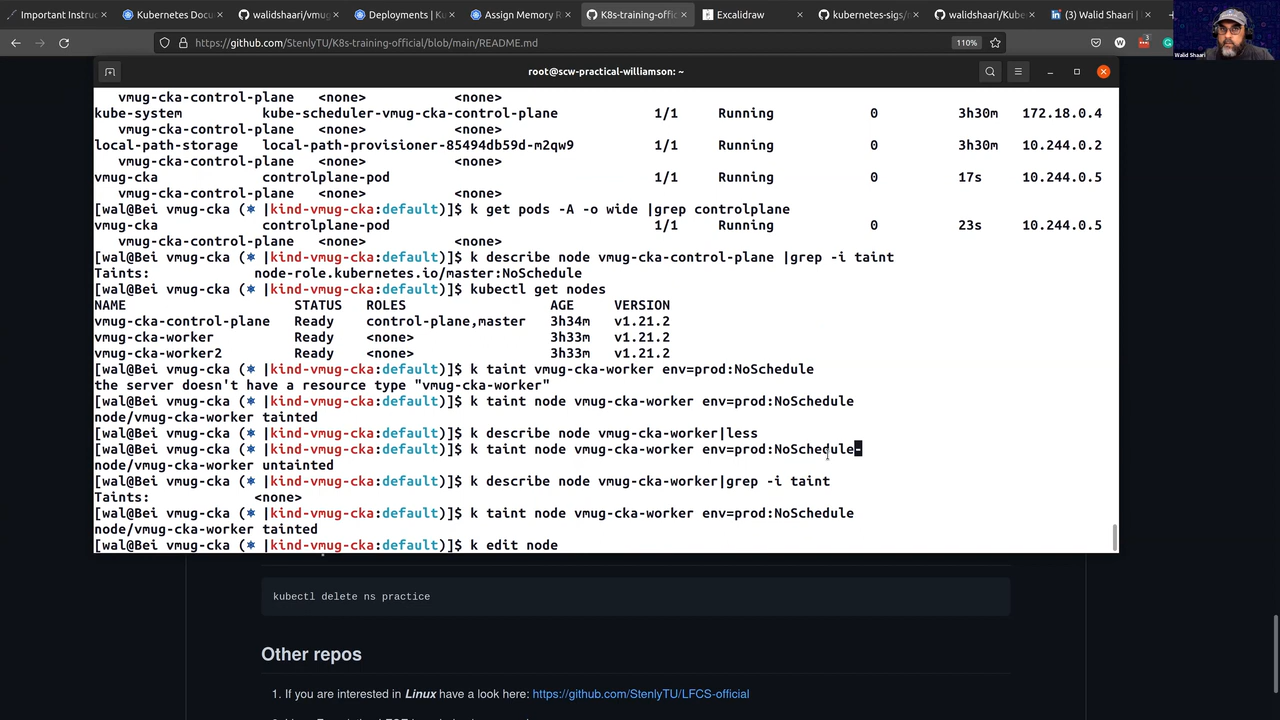 Important Instruc
Kubernetes Docu
walidshaari/vmug
Deployments | Ku
Assign Memory R
K8s-training-offic
Excalidraw
kubernetes-sigs/
walidshaari/Kube
(3) Walid Shaari |
https://github.com/StenlyTU/K8s-training-official/blob/main/README.md
110%
Walid Shaari
root@scw-practical-williamson: ~
vmug-cka-control-plane <none> <none>
kube-system kube-scheduler-vmug-cka-control-plane 1/1 Running 0 3h30m 172.18.0.4
vmug-cka-control-plane <none> <none>
local-path-storage local-path-provisioner-85494db59d-m2qw9 1/1 Running 0 3h30m 10.244.0.2
vmug-cka-control-plane <none> <none>
vmug-cka controlplane-pod 1/1 Running 0 17s 10.244.0.5
vmug-cka-control-plane <none> <none>
[wal@Bei vmug-cka (⎈ |kind-vmug-cka:default)]$ k get pods -A -o wide |grep controlplane
vmug-cka controlplane-pod 1/1 Running 0 23s 10.244.0.5
vmug-cka-control-plane <none> <none>
[wal@Bei vmug-cka (⎈ |kind-vmug-cka:default)]$ k describe node vmug-cka-control-plane |grep -i taint
Taints: node-role.kubernetes.io/master:NoSchedule
[wal@Bei vmug-cka (⎈ |kind-vmug-cka:default)]$ kubectl get nodes
NAME STATUS ROLES AGE VERSION
vmug-cka-control-plane Ready control-plane,master 3h34m v1.21.2
vmug-cka-worker Ready <none> 3h33m v1.21.2
vmug-cka-worker2 Ready <none> 3h33m v1.21.2
[wal@Bei vmug-cka (⎈ |kind-vmug-cka:default)]$ k taint vmug-cka-worker env=prod:NoSchedule
the server doesn't have a resource type "vmug-cka-worker"
[wal@Bei vmug-cka (⎈ |kind-vmug-cka:default)]$ k taint node vmug-cka-worker env=prod:NoSchedule
node/vmug-cka-worker tainted
[wal@Bei vmug-cka (⎈ |kind-vmug-cka:default)]$ k describe node vmug-cka-worker|less
[wal@Bei vmug-cka (⎈ |kind-vmug-cka:default)]$ k taint node vmug-cka-worker env=prod:NoSchedule-
node/vmug-cka-worker untainted
[wal@Bei vmug-cka (⎈ |kind-vmug-cka:default)]$ k describe node vmug-cka-worker|grep -i taint
Taints: <none>
[wal@Bei vmug-cka (⎈ |kind-vmug-cka:default)]$ k taint node vmug-cka-worker env=prod:NoSchedule
node/vmug-cka-worker tainted
[wal@Bei vmug-cka (⎈ |kind-vmug-cka:default)]$ k edit node
kubectl delete ns practice
Other repos
1. If you are interested in Linux have a look here: https://github.com/StenlyTU/LFCS-official